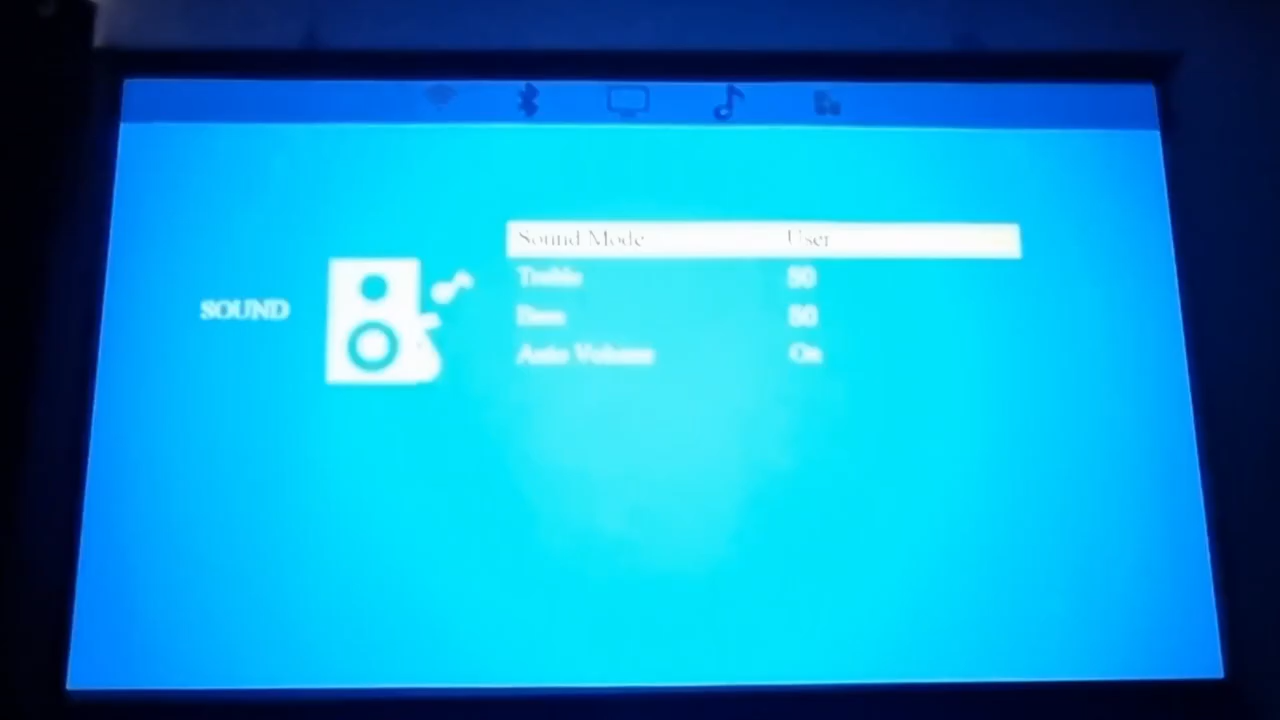 SOUND
Sound Mode User
Treble 50
Bass 50
Auto Volume On